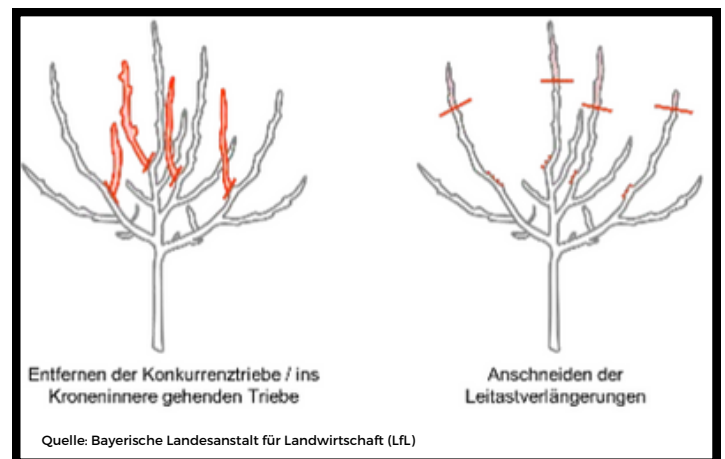 Entfernen der Konkurrenztriebe / ins
Kroneninnere gehenden Triebe
Anschneiden der
Leitastverlängerungen
Quelle: Bayerische Landesanstalt für Landwirtschaft (LfL)